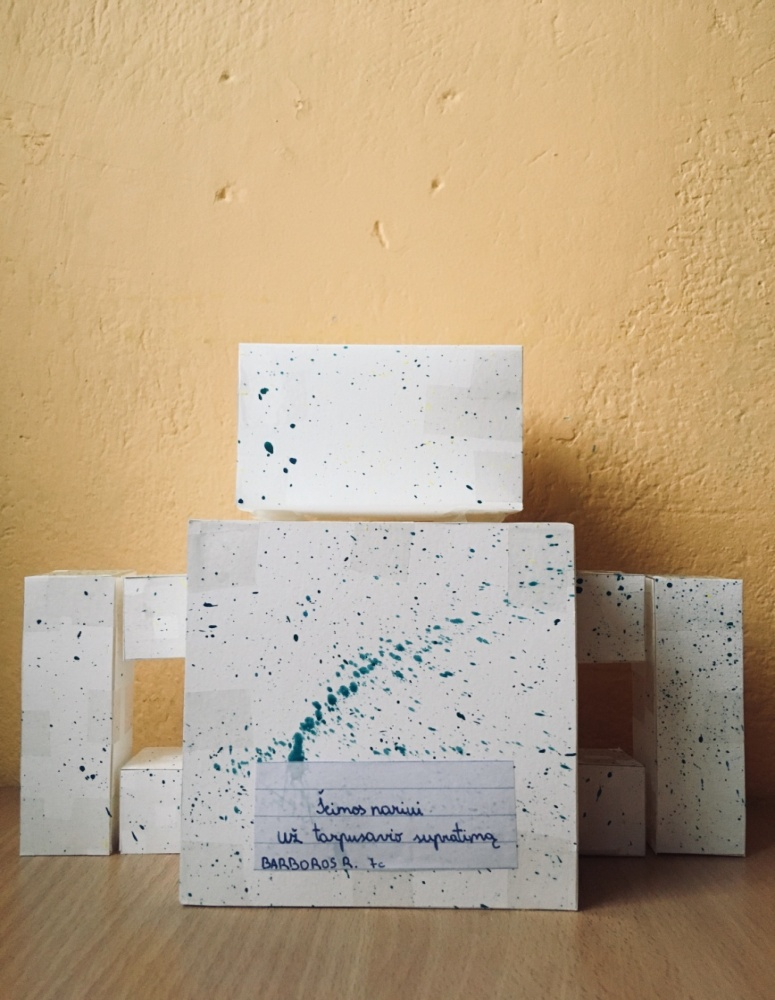 Šeimos nariui
už tarpusavio supratimą
BARBOROS R. 7c